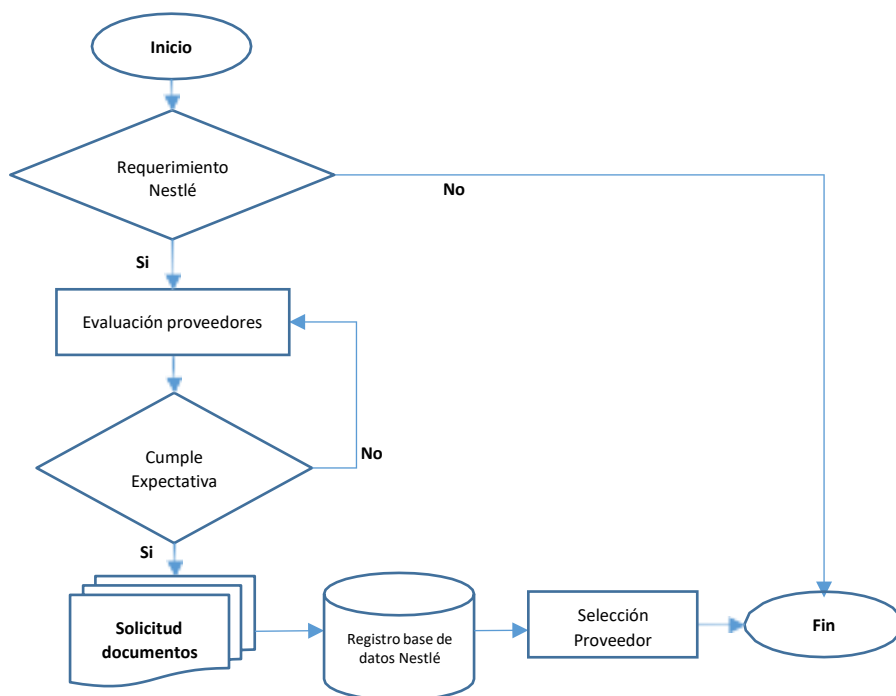 Inicio
Requerimiento
Nestlé
No
Si
Evaluación proveedores
Cumple
Expectativa
No
Si
Solicitud
documentos
Registro base de
datos Nestlé
Selección
Proveedor
Fin